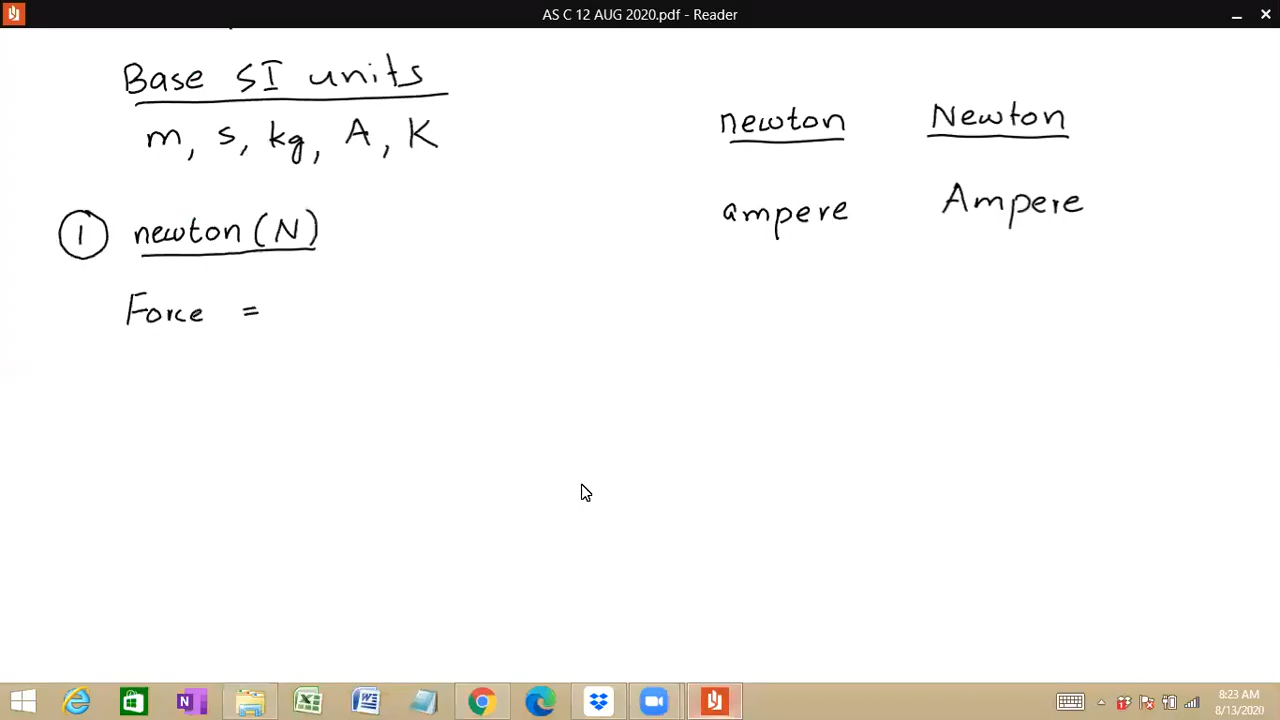 AS C 12 AUG 2020.pdf - Reader
Base SI units
m, s, kg, A, K
newton Newton
ampere Ampere
1 newton (N)
Force =
8:23 AM
8/13/2020